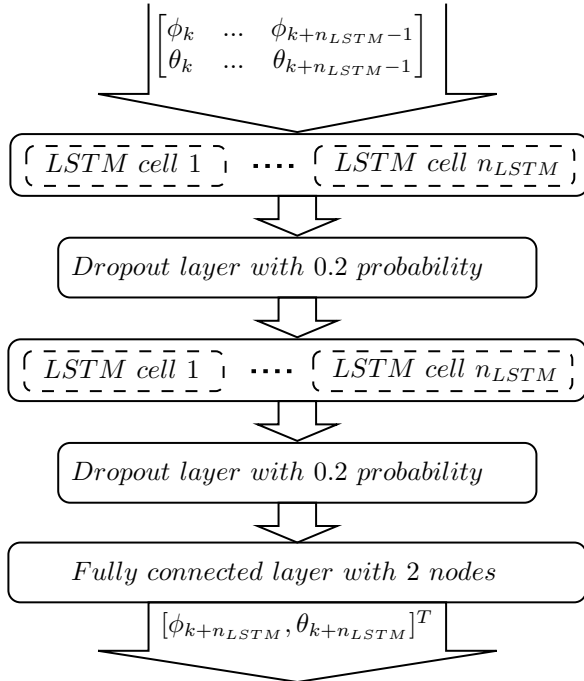 [ϕ_k ... ϕ_{k+n_{LSTM}-1}]
[θ_k ... θ_{k+n_{LSTM}-1}]
LSTM cell 1 .... LSTM cell n_{LSTM}
Dropout layer with 0.2 probability
LSTM cell 1 .... LSTM cell n_{LSTM}
Dropout layer with 0.2 probability
Fully connected layer with 2 nodes
[ϕ_{k+n_{LSTM}}, θ_{k+n_{LSTM}}]^T